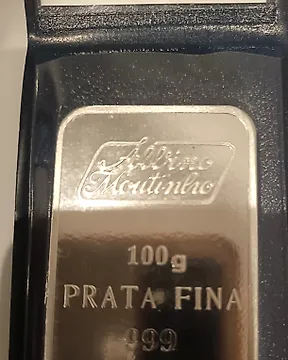 Albino
Moutinho
100g
PRATA FINA
999